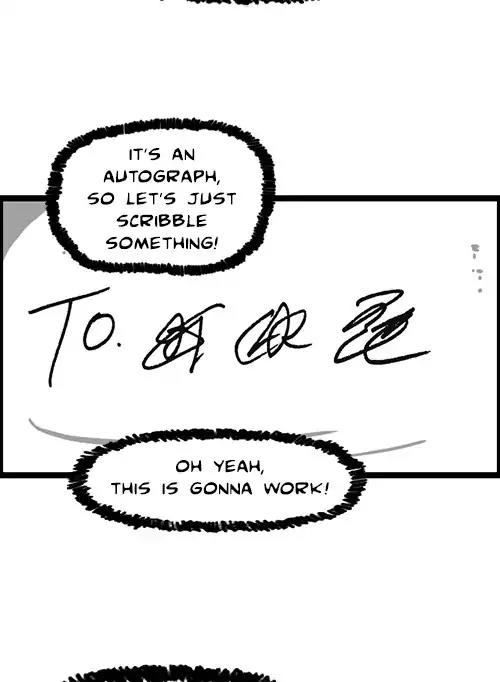 IT'S AN
AUTOGRAPH,
SO LET'S JUST
SCRIBBLE
SOMETHING!
To.
OH YEAH,
THIS IS GONNA WORK!